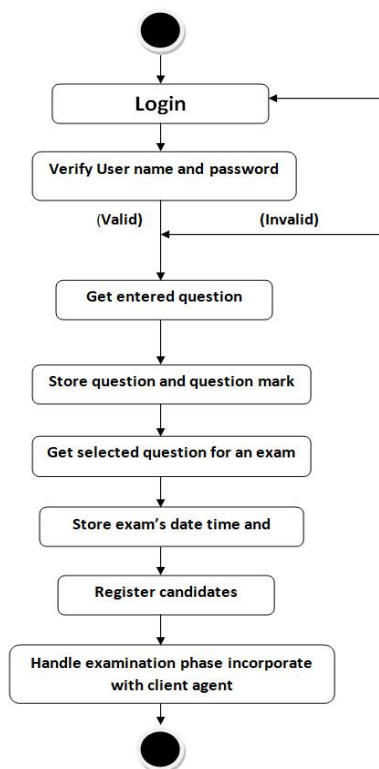 Login
Verify User name and password
(Valid)
(Invalid)
Get entered question
Store question and question mark
Get selected question for an exam
Store exam's date time and
Register candidates
Handle examination phase incorporate
with client agent